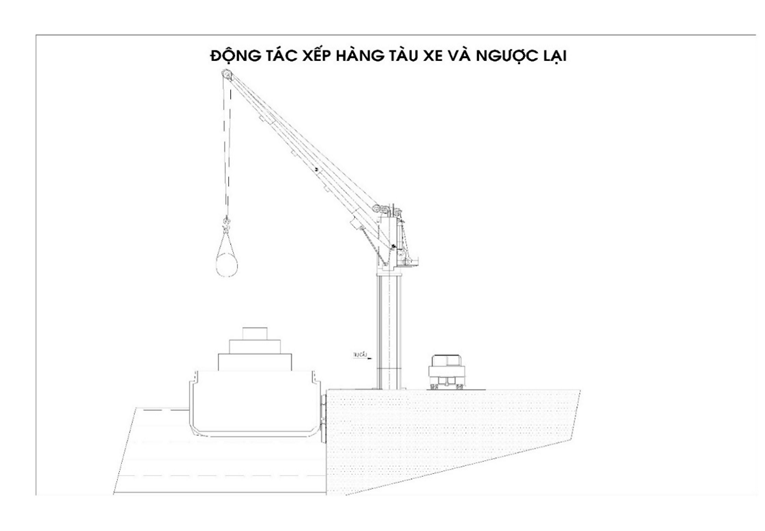 ĐỘNG TÁC XẾP HÀNG TÀU XE VÀ NGƯỢC LẠI